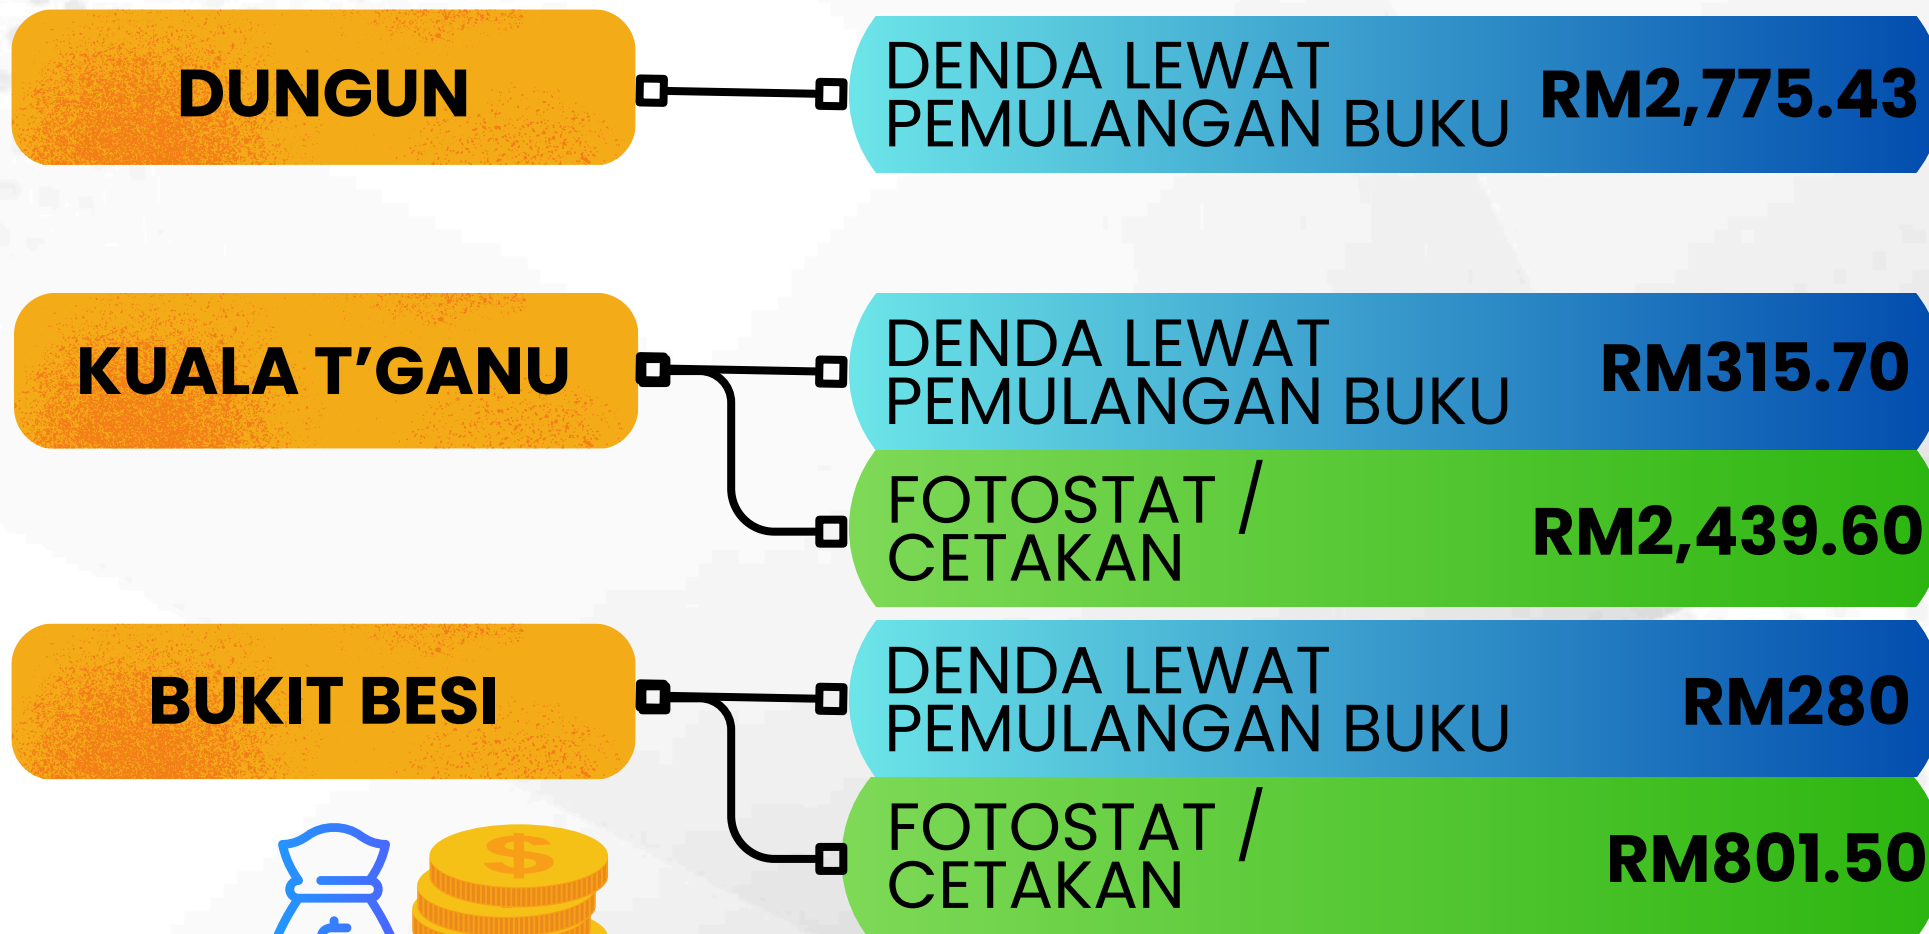 DUNGUN
DENDA LEWAT
PEMULANGAN BUKU
RM2,775.43
KUALA T’GANU
DENDA LEWAT
PEMULANGAN BUKU
RM315.70
FOTOSTAT /
CETAKAN
RM2,439.60
BUKIT BESI
DENDA LEWAT
PEMULANGAN BUKU
RM280
FOTOSTAT /
CETAKAN
RM801.50
$